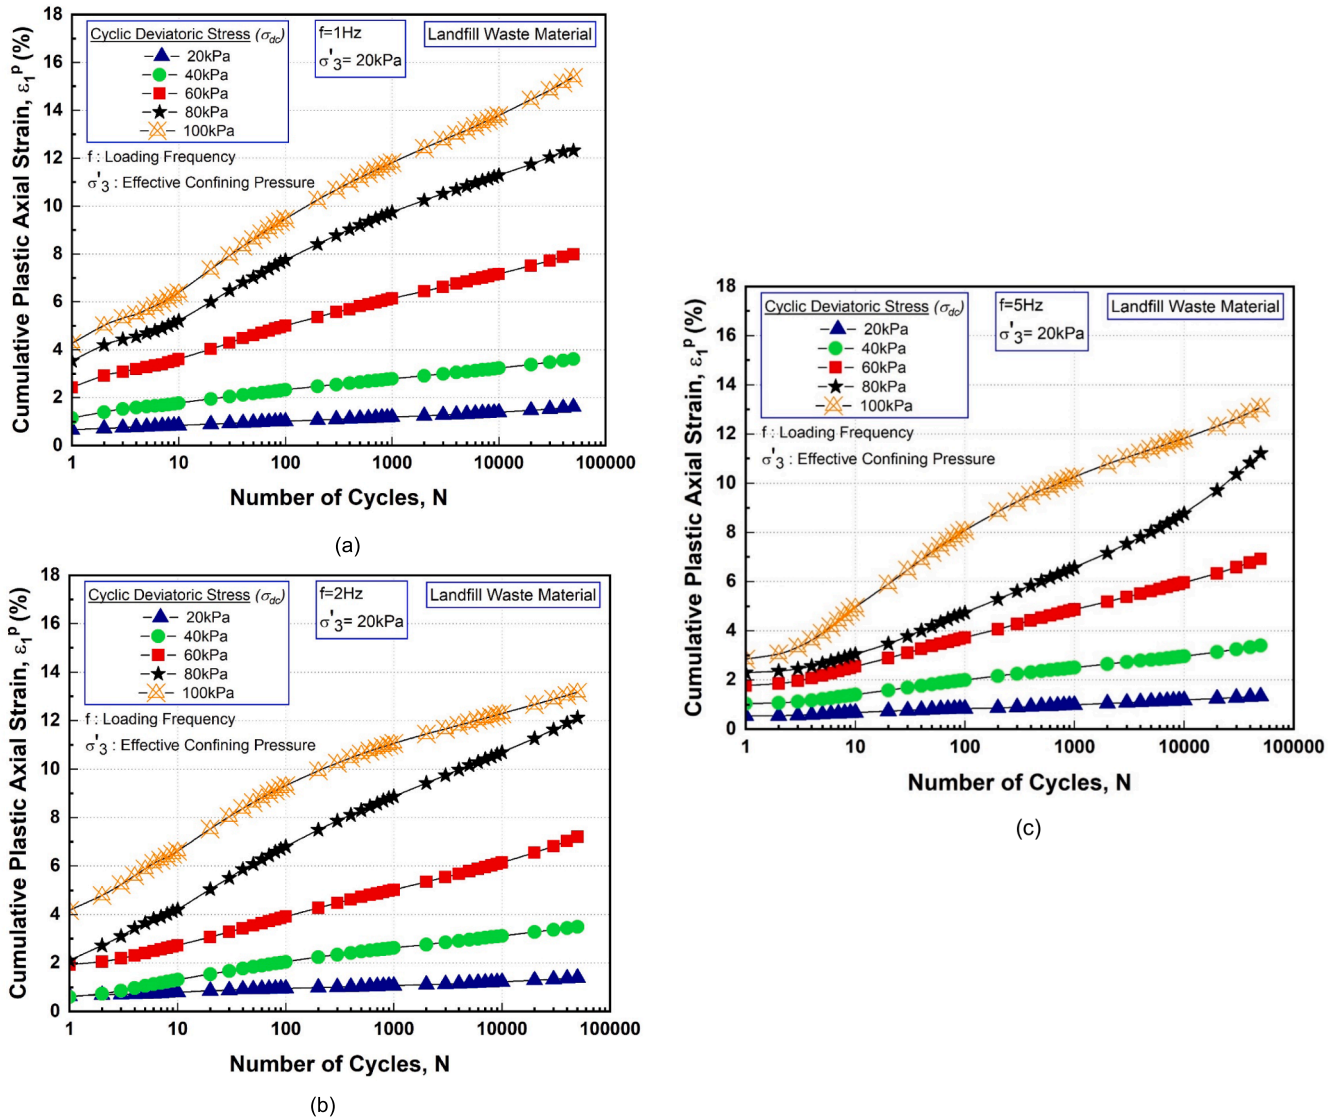 Cumulative Plastic Axial Strain, ε₁ᵖ (%)
18
16
14
12
10
8
6
4
2
0
Cyclic Deviatoric Stress (σdc)
20kPa
40kPa
60kPa
80kPa
100kPa
f=1Hz
σ'3= 20kPa
Landfill Waste Material
f : Loading Frequency
σ'3 : Effective Confining Pressure
1 10 100 1000 10000 100000
Number of Cycles, N
(a)
Cumulative Plastic Axial Strain, ε₁ᵖ (%)
18
16
14
12
10
8
6
4
2
0
Cyclic Deviatoric Stress (σdc)
20kPa
40kPa
60kPa
80kPa
100kPa
f=2Hz
σ'3= 20kPa
Landfill Waste Material
f : Loading Frequency
σ'3 : Effective Confining Pressure
1 10 100 1000 10000 100000
Number of Cycles, N
(b)
Cumulative Plastic Axial Strain, ε₁ᵖ (%)
18
16
14
12
10
8
6
4
2
0
Cyclic Deviatoric Stress (σdc)
20kPa
40kPa
60kPa
80kPa
100kPa
f=5Hz
σ'3= 20kPa
Landfill Waste Material
f : Loading Frequency
σ'3 : Effective Confining Pressure
1 10 100 1000 10000 100000
Number of Cycles, N
(c)